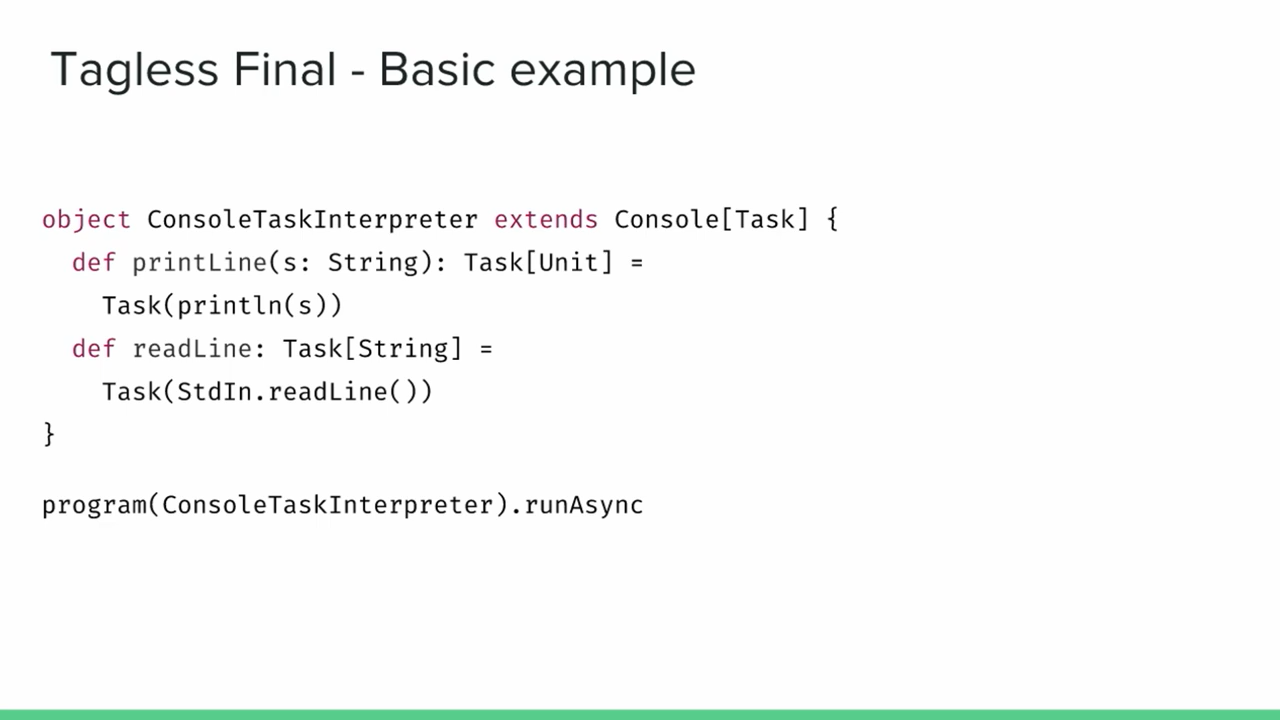 Tagless Final - Basic example
object ConsoleTaskInterpreter extends Console[Task] {
  def printLine(s: String): Task[Unit] =
    Task(println(s))
  def readLine: Task[String] =
    Task(StdIn.readLine())
}
program(ConsoleTaskInterpreter).runAsync